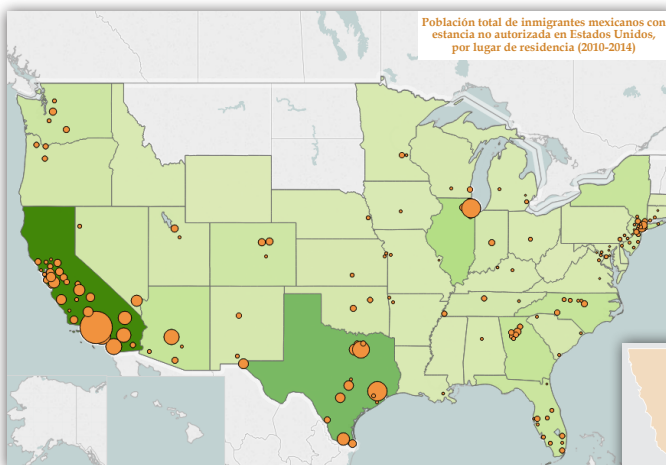 Población total de inmigrantes mexicanos con
estancia no autorizada en Estados Unidos,
por lugar de residencia (2010-2014)